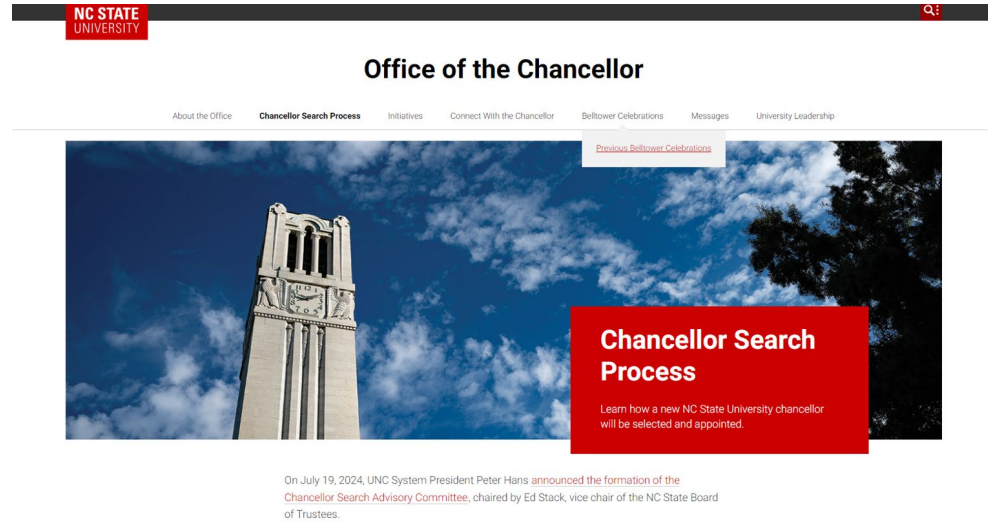 NC STATE
UNIVERSITY
Office of the Chancellor
About the Office Chancellor Search Process Initiatives Connect With the Chancellor Belltower Celebrations Messages University Leadership
Previous Belltower Celebrations
Chancellor Search
Process
Learn how a new NC State University chancellor
will be selected and appointed.
On July 19, 2024, UNC System President Peter Hans announced the formation of the
Chancellor Search Advisory Committee, chaired by Ed Stack, vice chair of the NC State Board
of Trustees.